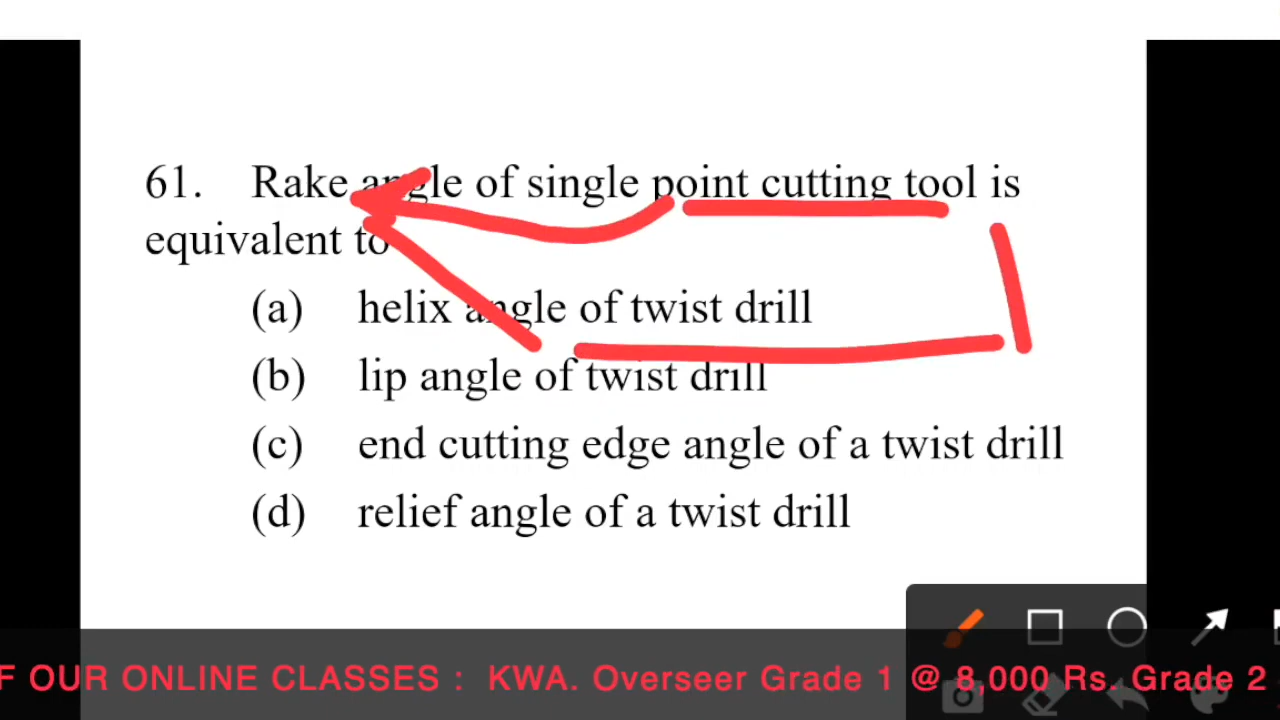 61. Rake angle of single point cutting tool is
equivalent to
(a) helix angle of twist drill
(b) lip angle of twist drill
(c) end cutting edge angle of a twist drill
(d) relief angle of a twist drill
F OUR ONLINE CLASSES : KWA. Overseer Grade 1 @ 8,000 Rs. Grade 2